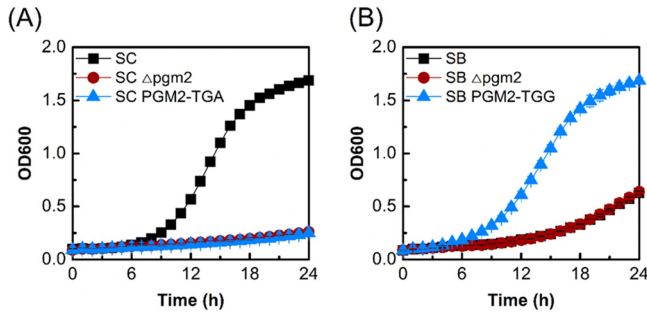 (A)
OD600
2.0
1.5
1.0
0.5
0.0
SC
SC △pgm2
SC PGM2-TGA
0 6 12 18 24
Time (h)
(B)
OD600
2.0
1.5
1.0
0.5
0.0
SB
SB △pgm2
SB PGM2-TGG
0 6 12 18 24
Time (h)